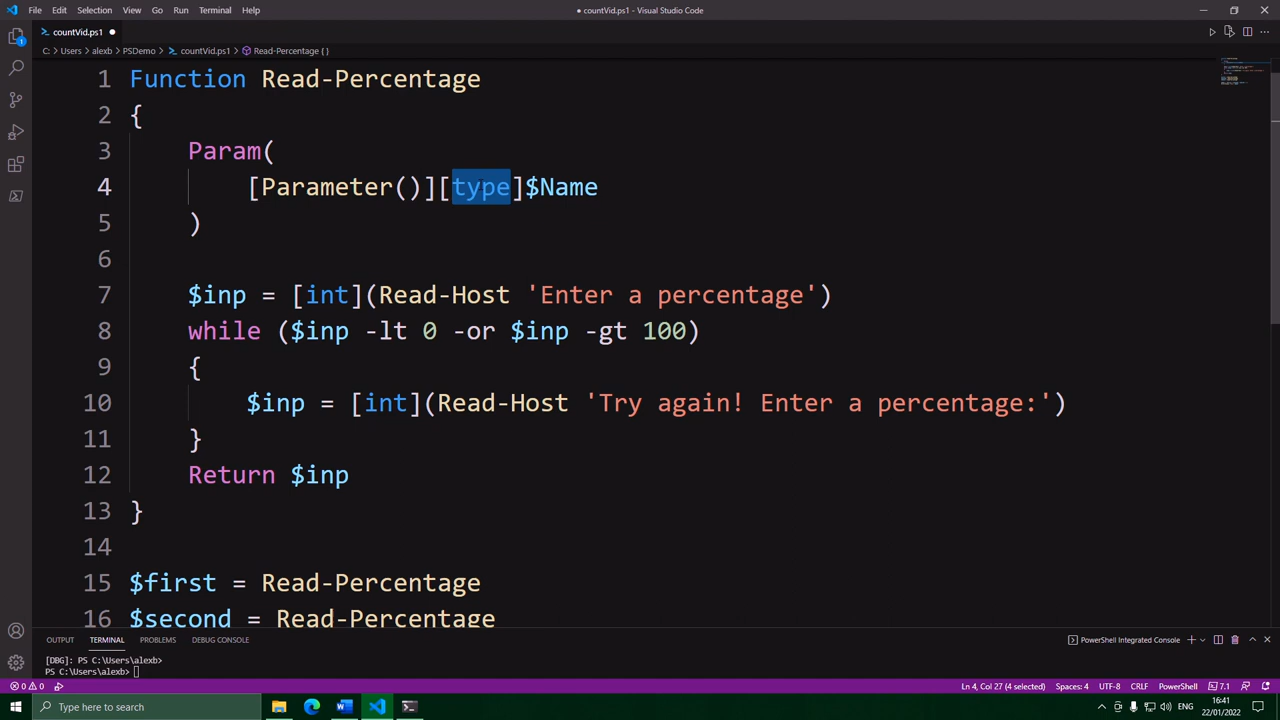 File Edit Selection View Go Run Terminal Help
● countVid.ps1 - Visual Studio Code
countVid.ps1 ●
C: > Users > alexb > PSDemo > countVid.ps1 > Read-Percentage { }
1 Function Read-Percentage
2 {
3 Param(
4 [Parameter()][type]$Name
5 )
6
7 $inp = [int](Read-Host 'Enter a percentage')
8 while ($inp -lt 0 -or $inp -gt 100)
9 {
10 $inp = [int](Read-Host 'Try again! Enter a percentage:')
11 }
12 Return $inp
13 }
14
15 $first = Read-Percentage
16 $second = Read-Percentage
OUTPUT TERMINAL PROBLEMS DEBUG CONSOLE PowerShell Integrated Console
[DBG]: PS C:\Users\alexb>
PS C:\Users\alexb>
0 0 Ln 4, Col 27 (4 selected) Spaces: 4 UTF-8 CRLF PowerShell 7.1
Type here to search ENG 16:41
22/01/2022